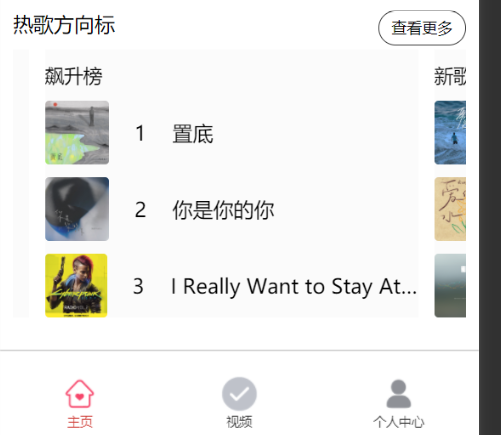 热歌方向标
查看更多
飙升榜
1 置底
2 你是你的你
3 I Really Want to Stay At...
新歌
主页
视频
个人中心